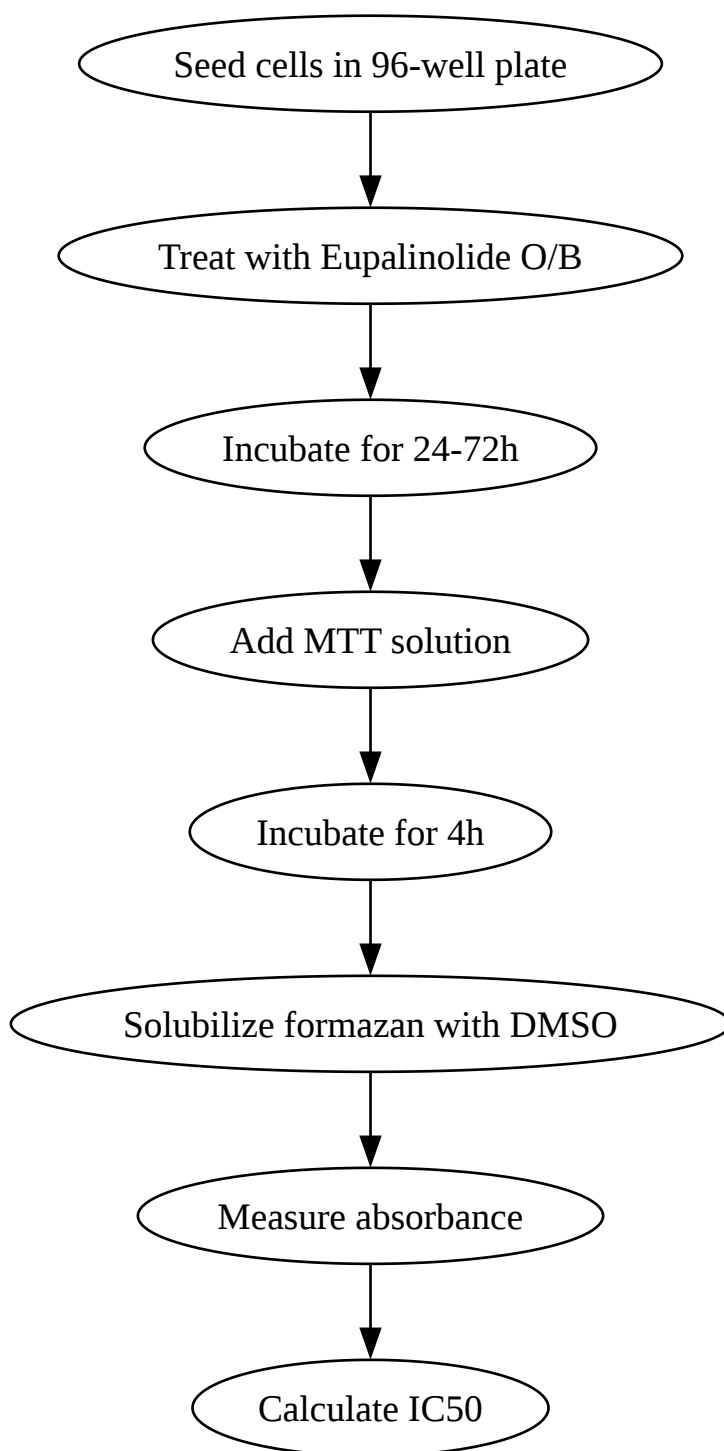 Seed cells in 96-well plate
Treat with Eupalinolide O/B
Incubate for 24-72h
Add MTT solution
Incubate for 4h
Solubilize formazan with DMSO
Measure absorbance
Calculate IC50